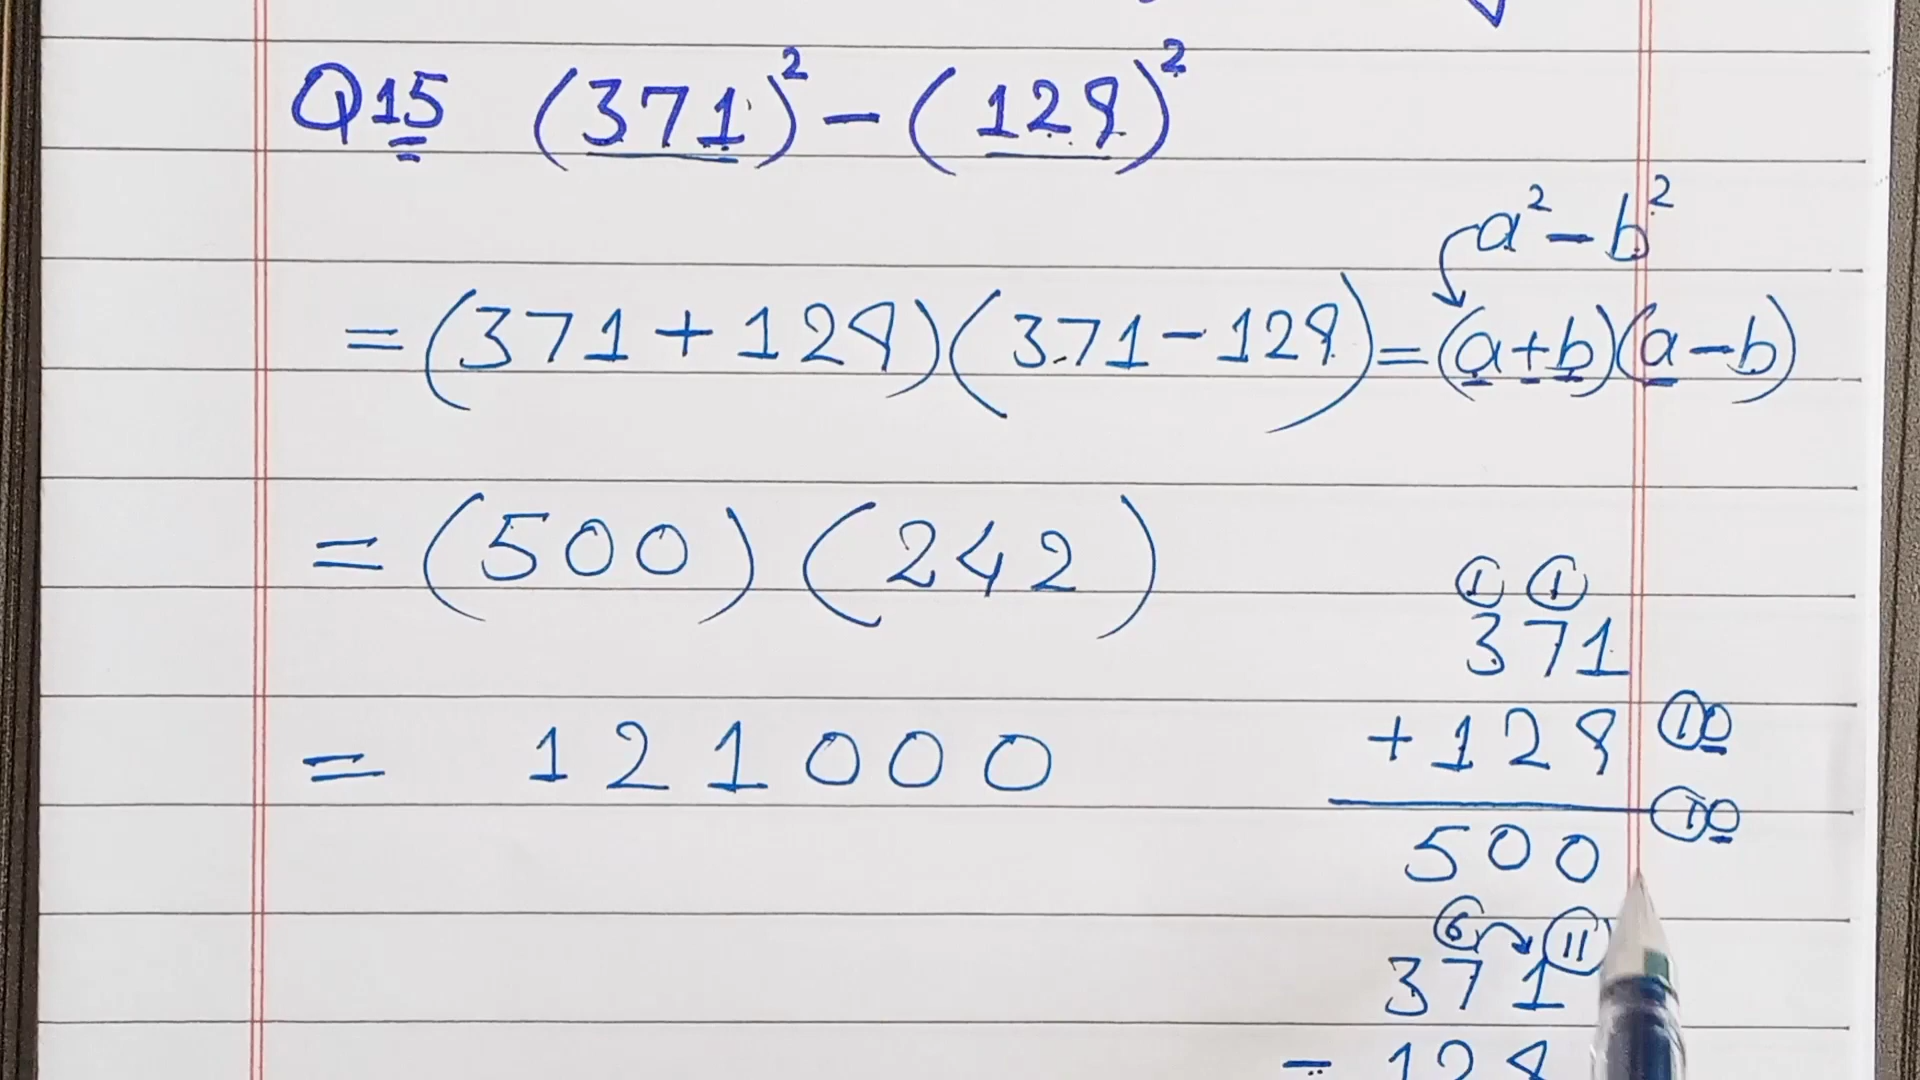 Q15 (371)² − (129)²
a² − b²
= (371 + 129)(371 − 129) = (a + b)(a − b)
= (500) (242)
= 121000
① ①
371
+ 129 ①0
①0
500
⑥ ⑪
371
− 129